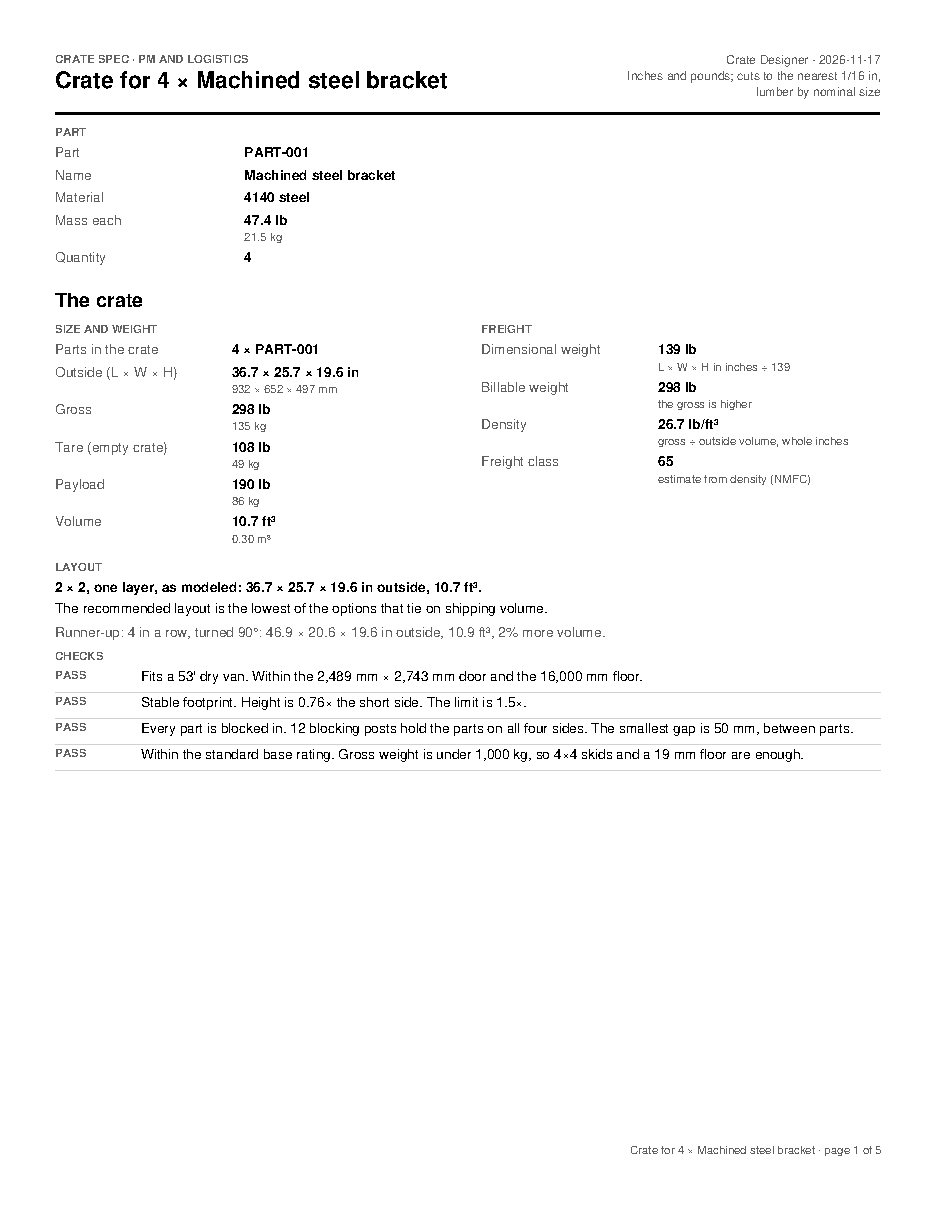 CRATE SPEC · PM AND LOGISTICS
Crate for 4 × Machined steel bracket
Crate Designer · 2026-11-17
Inches and pounds; cuts to the nearest 1/16 in,
lumber by nominal size
PART
Part PART-001
Name Machined steel bracket
Material 4140 steel
Mass each 47.4 lb
21.5 kg
Quantity 4
The crate
SIZE AND WEIGHT
Parts in the crate 4 × PART-001
Outside (L × W × H) 36.7 × 25.7 × 19.6 in
932 × 652 × 497 mm
Gross 298 lb
135 kg
Tare (empty crate) 108 lb
49 kg
Payload 190 lb
86 kg
Volume 10.7 ft³
0.30 m³
FREIGHT
Dimensional weight 139 lb
L × W × H in inches ÷ 139
Billable weight 298 lb
the gross is higher
Density 26.7 lb/ft³
gross ÷ outside volume, whole inches
Freight class 65
estimate from density (NMFC)
LAYOUT
2 × 2, one layer, as modeled: 36.7 × 25.7 × 19.6 in outside, 10.7 ft³.
The recommended layout is the lowest of the options that tie on shipping volume.
Runner-up: 4 in a row, turned 90°: 46.9 × 20.6 × 19.6 in outside, 10.9 ft³, 2% more volume.
CHECKS
PASS Fits a 53' dry van. Within the 2,489 mm × 2,743 mm door and the 16,000 mm floor.
PASS Stable footprint. Height is 0.76× the short side. The limit is 1.5×.
PASS Every part is blocked in. 12 blocking posts hold the parts on all four sides. The smallest gap is 50 mm, between parts.
PASS Within the standard base rating. Gross weight is under 1,000 kg, so 4×4 skids and a 19 mm floor are enough.
Crate for 4 × Machined steel bracket · page 1 of 5